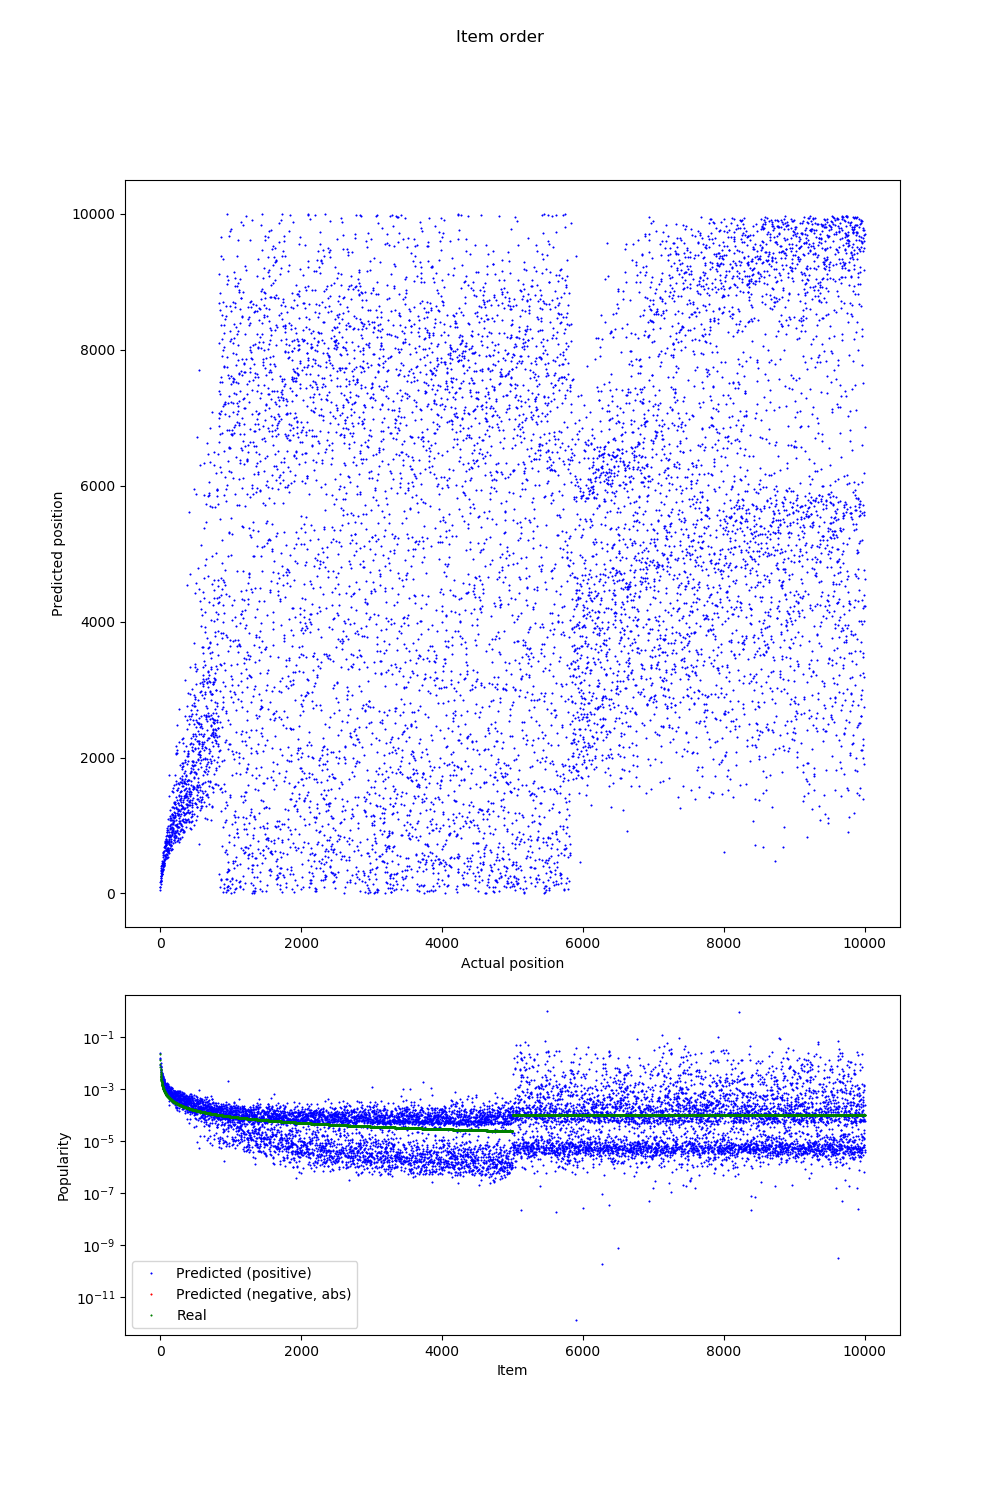 Item order
10000
8000
6000
4000
2000
0
Predicted position
0 2000 4000 6000 8000 10000
Actual position
10⁻¹
10⁻³
10⁻⁵
10⁻⁷
10⁻⁹
10⁻¹¹
Popularity
Predicted (positive)
Predicted (negative, abs)
Real
0 2000 4000 6000 8000 10000
Item